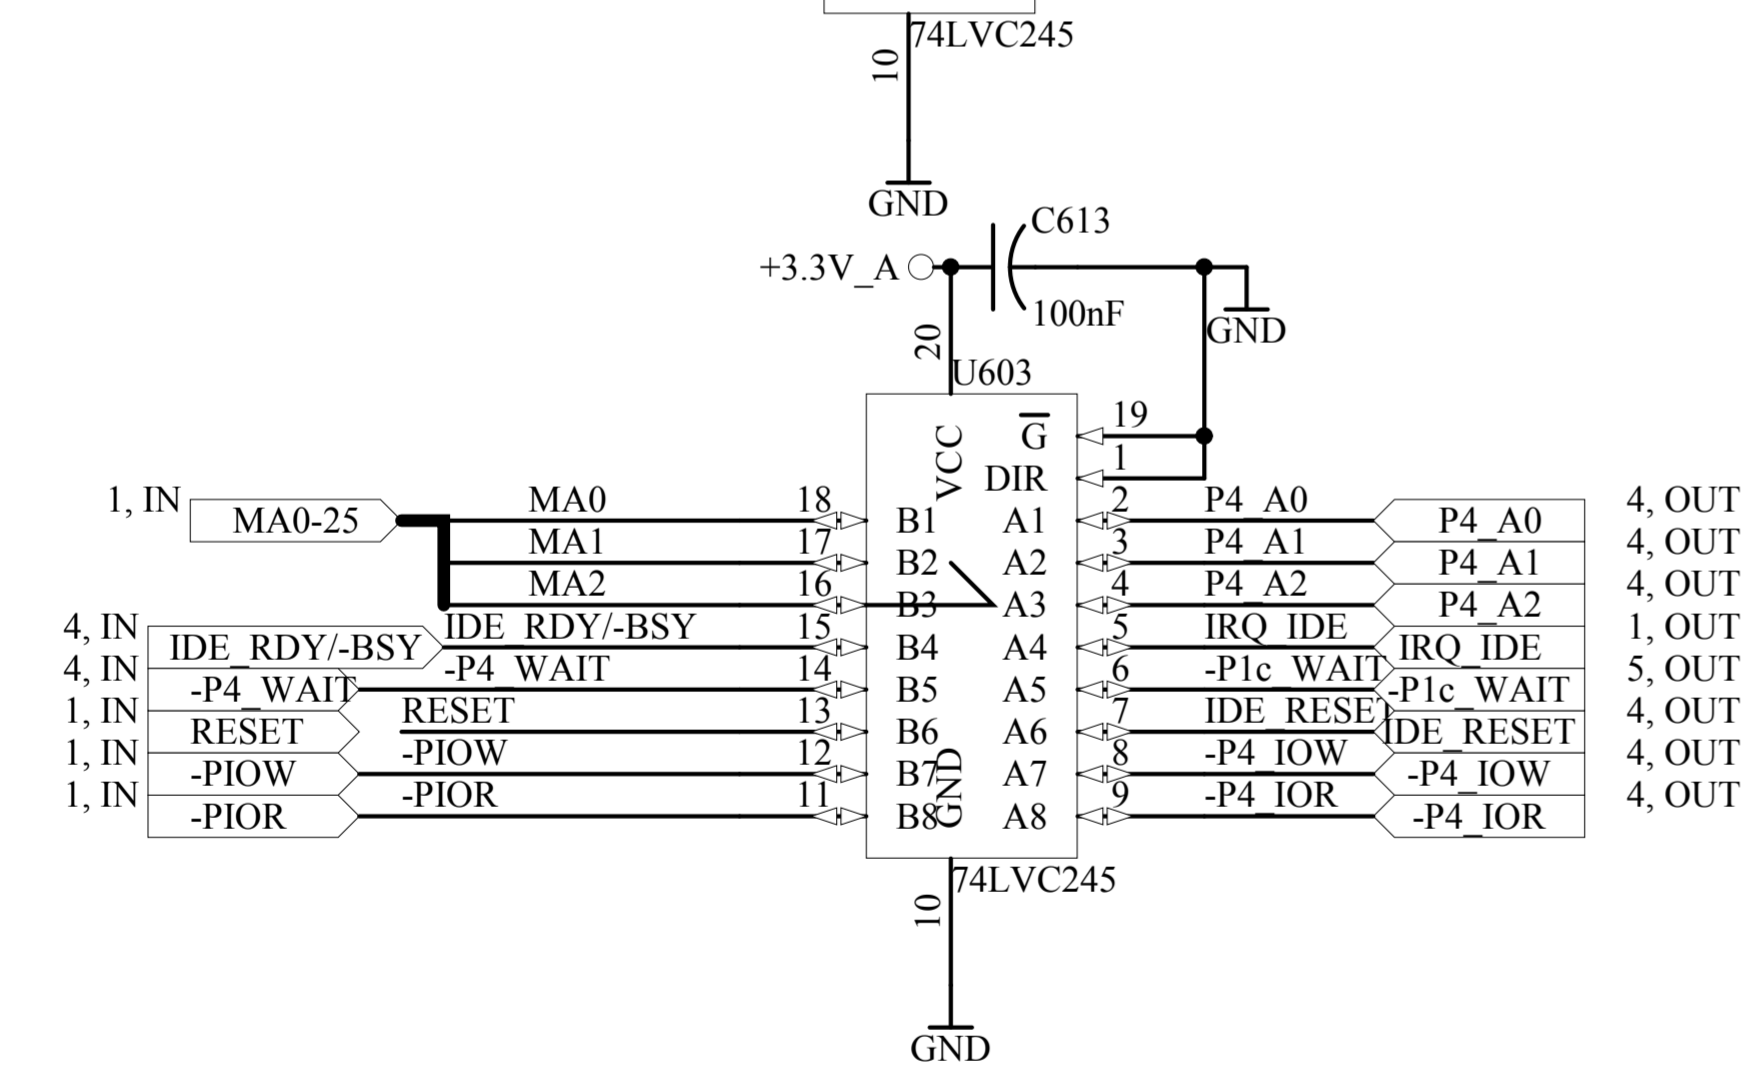 74LVC245
10
GND
C613
+3.3V_A
100nF
GND
20
U603
19
G
VCC
1
DIR
1, IN
MA0-25
MA0
18
B1
A1
2
P4_A0
P4_A0
4, OUT
MA1
17
B2
A2
3
P4_A1
P4_A1
4, OUT
MA2
16
B3
A3
4
P4_A2
P4_A2
4, OUT
4, IN
IDE_RDY/-BSY
IDE_RDY/-BSY
15
B4
A4
5
IRQ_IDE
IRQ_IDE
1, OUT
4, IN
-P4_WAIT
-P4_WAIT
14
B5
A5
6
-P1c_WAIT
-P1c_WAIT
5, OUT
1, IN
RESET
RESET
13
B6
A6
7
IDE_RESET
IDE_RESET
4, OUT
1, IN
-PIOW
-PIOW
12
B7
A7
8
-P4_IOW
-P4_IOW
4, OUT
1, IN
-PIOR
-PIOR
11
B8
GND
A8
9
-P4_IOR
-P4_IOR
4, OUT
74LVC245
10
GND